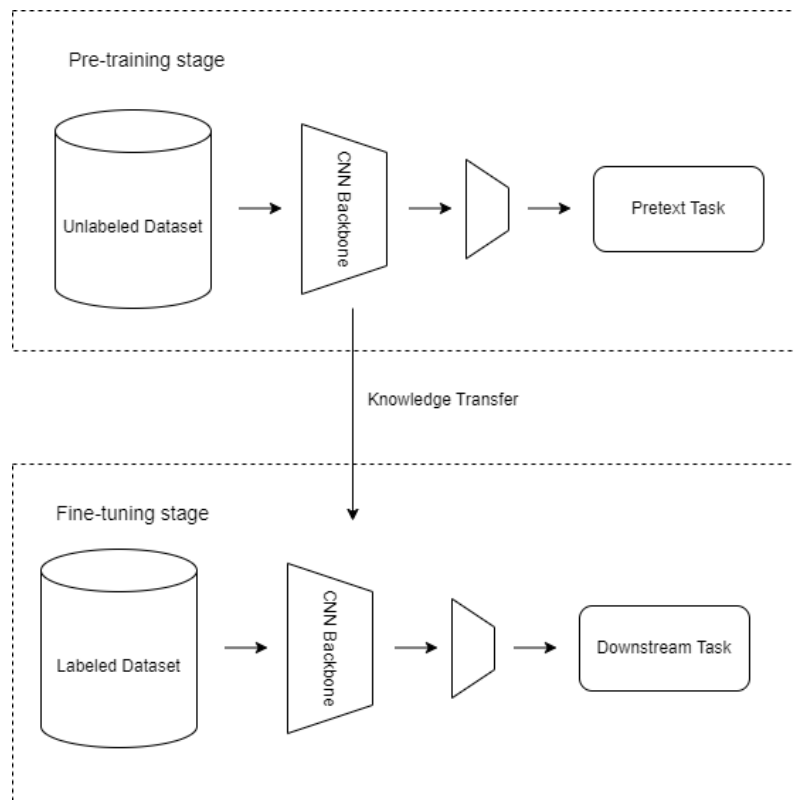 Pre-training stage
Unlabeled Dataset
CNN Backbone
Pretext Task
Knowledge Transfer
Fine-tuning stage
Labeled Dataset
CNN Backbone
Downstream Task